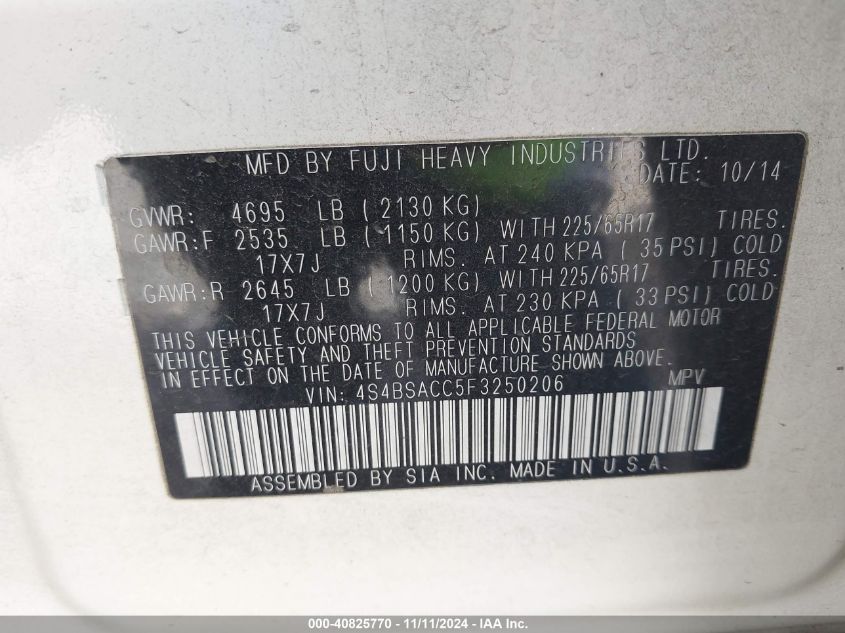 MFD BY FUJI HEAVY INDUSTRIES LTD.
DATE: 10/14
GVWR: 4695 LB ( 2130 KG)
GAWR:F 2535 LB ( 1150 KG) WITH 225/65R17 TIRES.
17X7J RIMS. AT 240 KPA ( 35 PSI) COLD
GAWR:R 2645 LB ( 1200 KG) WITH 225/65R17 TIRES.
17X7J RIMS. AT 230 KPA ( 33 PSI) COLD
THIS VEHICLE CONFORMS TO ALL APPLICABLE FEDERAL MOTOR
VEHICLE SAFETY AND THEFT PREVENTION STANDARDS
IN EFFECT ON THE DATE OF MANUFACTURE SHOWN ABOVE.
VIN: 4S4BSACC5F3250206 MPV
ASSEMBLED BY SIA INC. MADE IN U.S.A.
000-40825770 - 11/11/2024 - IAA Inc.